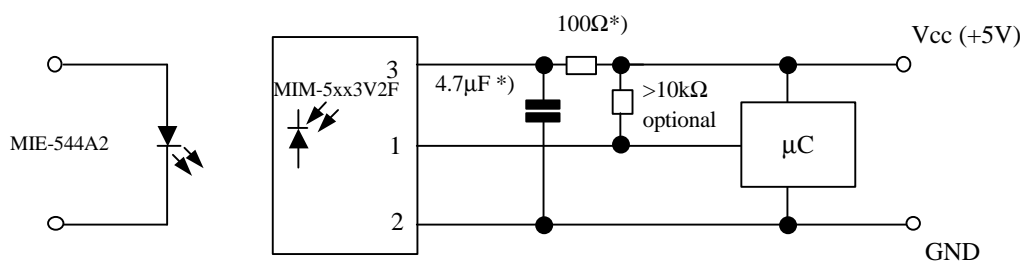 100Ω*)
Vcc (+5V)
3
4.7µF *)
MIM-5xx3V2F
>10kΩ
optional
MIE-544A2
1
µC
2
GND